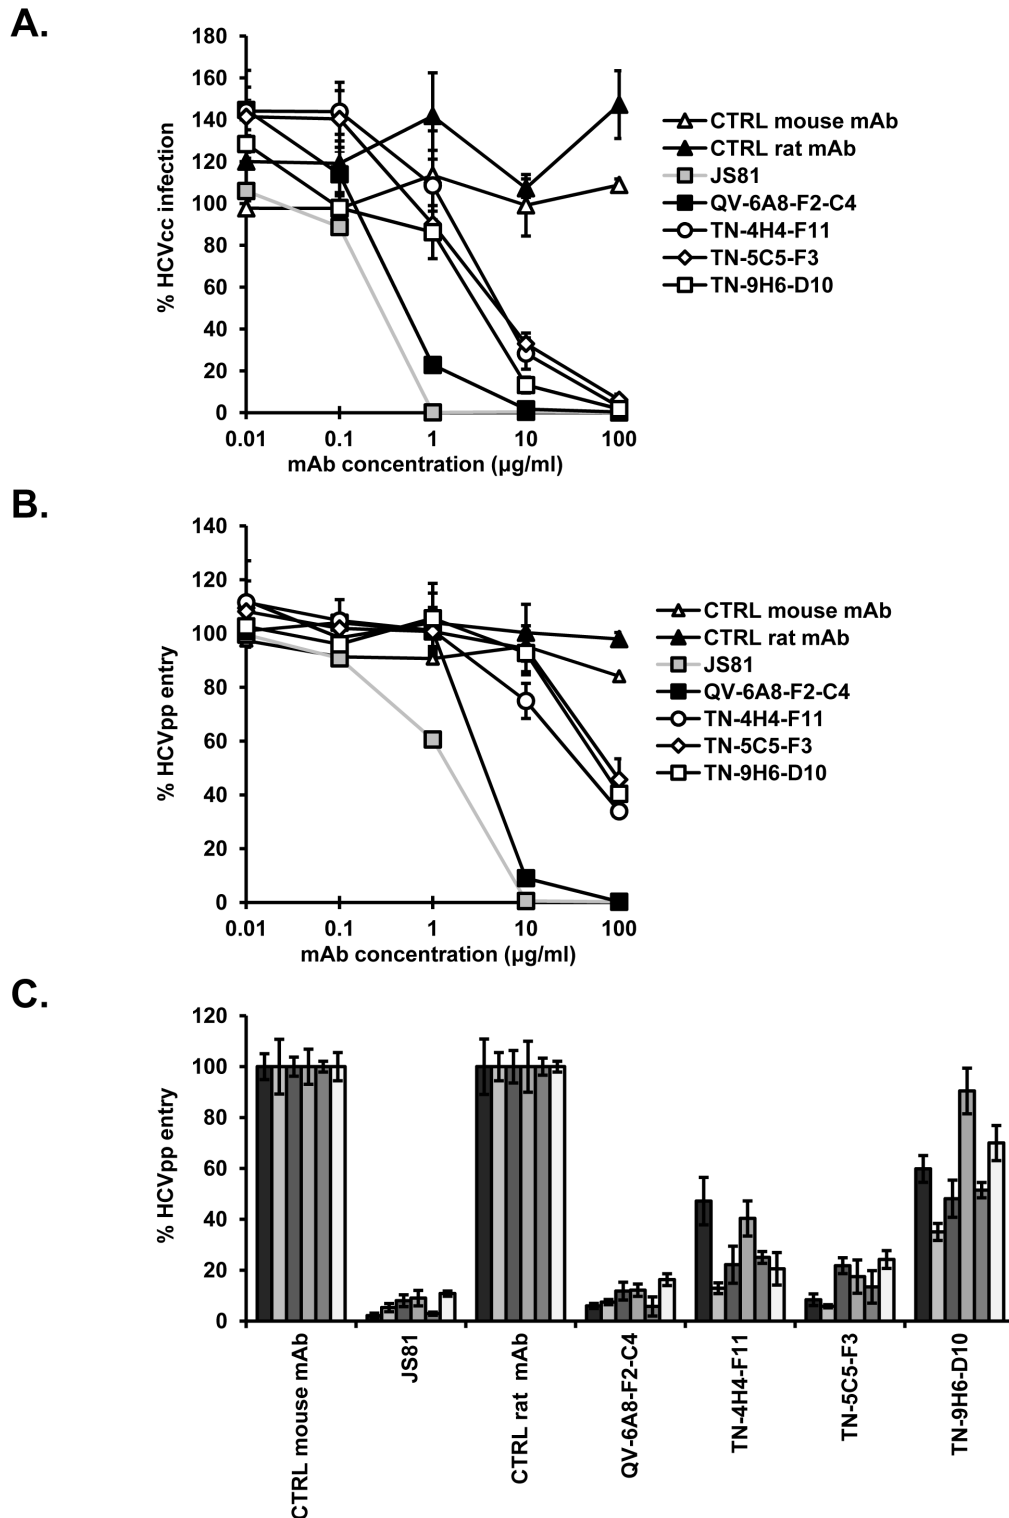 A.
180
160
140
120
100
80
60
40
20
0
% HCVcc infection
0.01 0.1 1 10 100
mAb concentration (µg/ml)
CTRL mouse mAb
CTRL rat mAb
JS81
QV-6A8-F2-C4
TN-4H4-F11
TN-5C5-F3
TN-9H6-D10
B.
140
120
100
80
60
40
20
0
% HCVpp entry
0.01 0.1 1 10 100
mAb concentration (µg/ml)
CTRL mouse mAb
CTRL rat mAb
JS81
QV-6A8-F2-C4
TN-4H4-F11
TN-5C5-F3
TN-9H6-D10
C.
120
100
80
60
40
20
0
% HCVpp entry
CTRL mouse mAb
JS81
CTRL rat mAb
QV-6A8-F2-C4
TN-4H4-F11
TN-5C5-F3
TN-9H6-D10